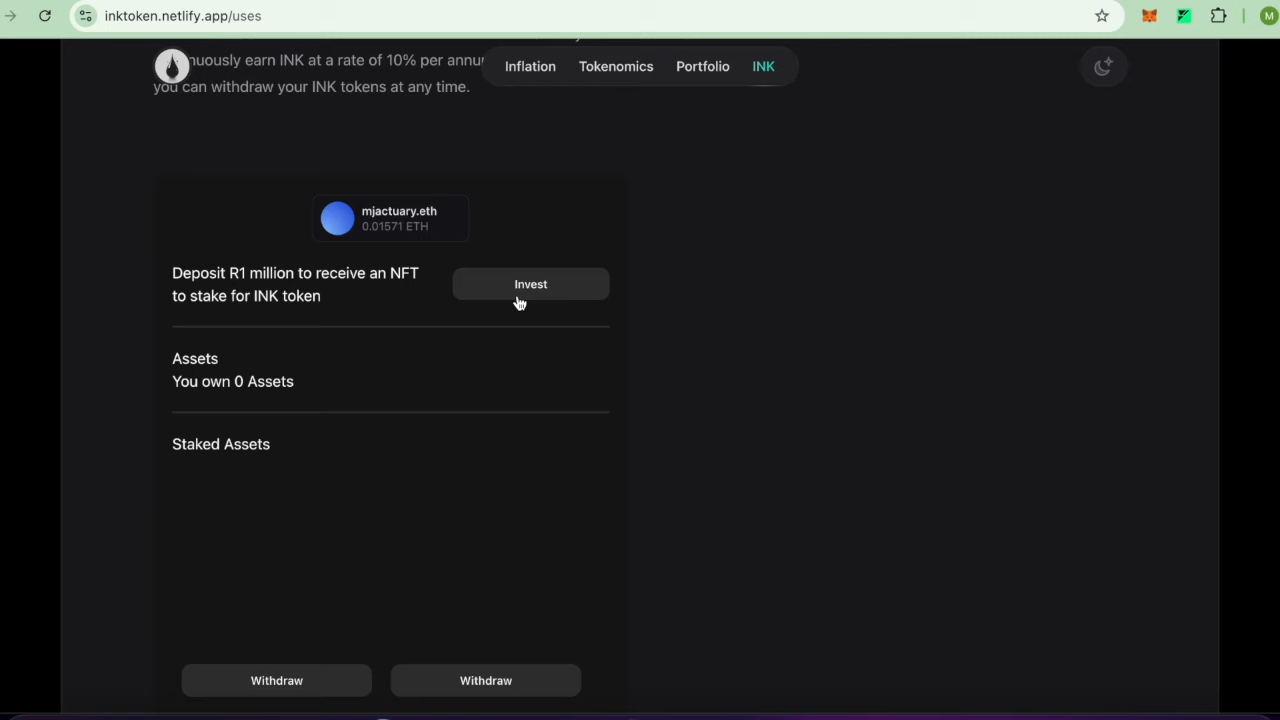 inktoken.netlify.app/uses
M
nuously earn INK at a rate of 10% per annu
you can withdraw your INK tokens at any time.
Inflation Tokenomics Portfolio INK
mjactuary.eth
0.01571 ETH
Deposit R1 million to receive an NFT
to stake for INK token
Invest
Assets
You own 0 Assets
Staked Assets
Withdraw Withdraw